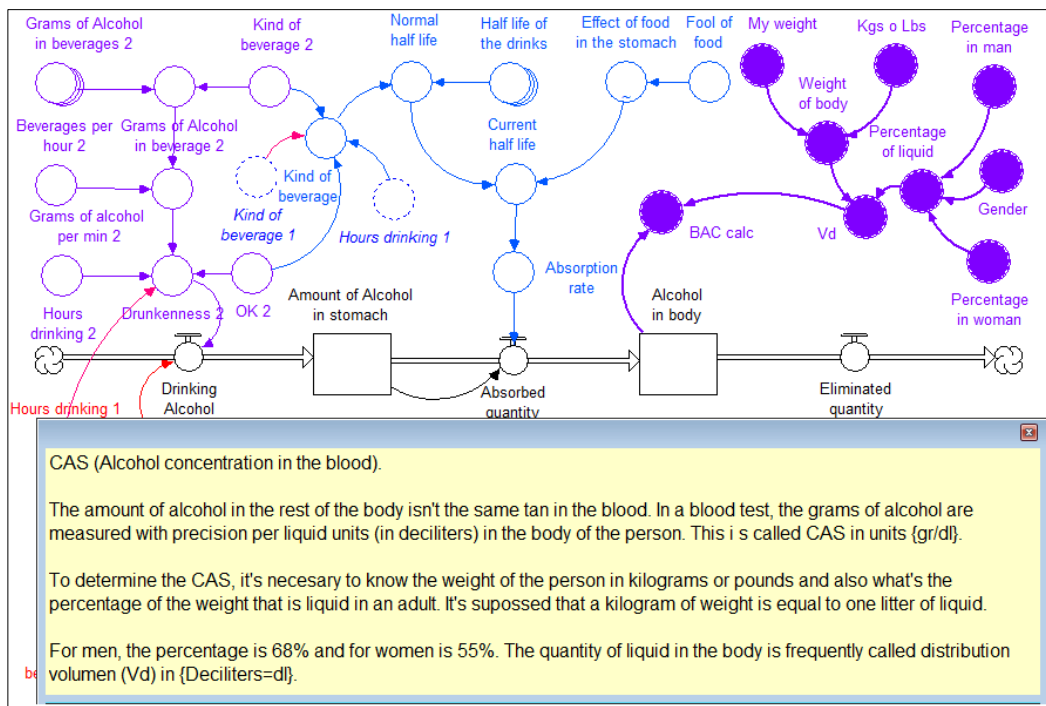 Grams of Alcohol
in beverages 2
Kind of
beverage 2
Normal
half life
Half life of
the drinks
Effect of food
in the stomach
Fool of
food
My weight
Kgs o Lbs
Percentage
in man
Weight
of body
Beverages per
hour 2
Grams of Alcohol
in beverage 2
Current
half life
Percentage
of liquid
Kind of
beverage
Kind of
beverage 1
Hours drinking 1
Grams of alcohol
per min 2
BAC calc
Vd
Gender
Hours
drinking 2
Drunkenness 2
OK 2
Amount of Alcohol
in stomach
Absorption
rate
Alcohol
in body
Percentage
in woman
~
Hours drinking 1
Drinking
Alcohol
Absorbed
quantity
Eliminated
quantity
be
CAS (Alcohol concentration in the blood).
The amount of alcohol in the rest of the body isn't the same tan in the blood. In a blood test, the grams of alcohol are
measured with precision per liquid units (in deciliters) in the body of the person. This i s called CAS in units {gr/dl}.
To determine the CAS, it's necesary to know the weight of the person in kilograms or pounds and also what's the
percentage of the weight that is liquid in an adult. It's supossed that a kilogram of weight is equal to one litter of liquid.
For men, the percentage is 68% and for women is 55%. The quantity of liquid in the body is frequently called distribution
volumen (Vd) in {Deciliters=dl}.